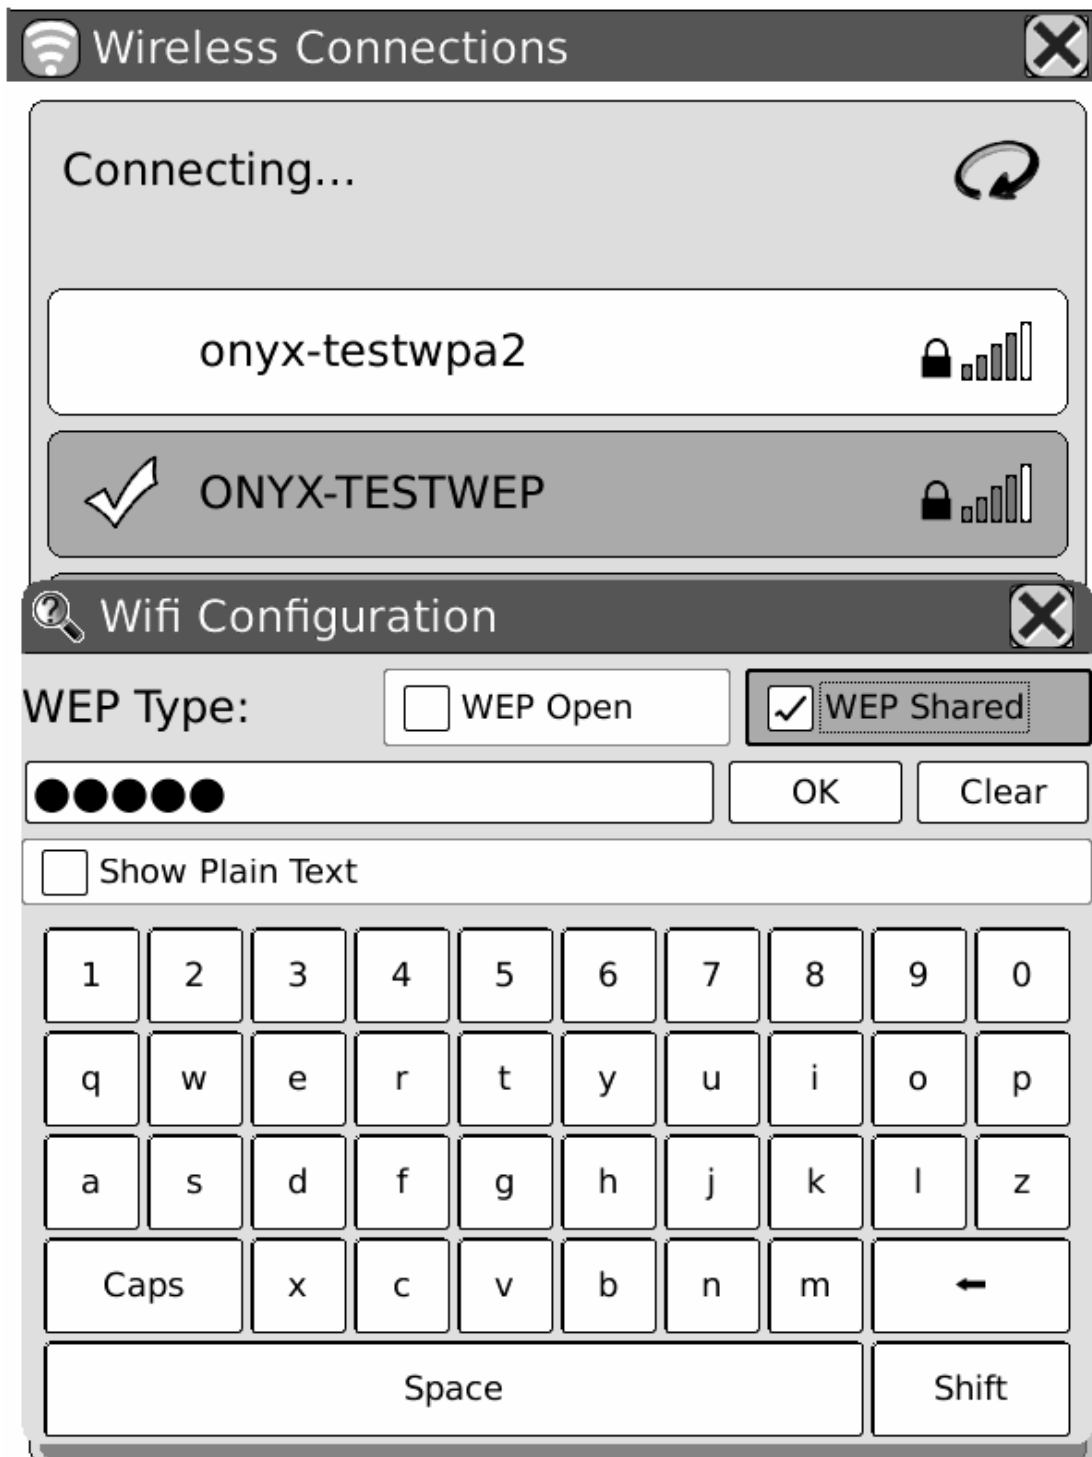 Wireless Connections
Connecting...
onyx-testwpa2
ONYX-TESTWEP
Wifi Configuration
WEP Type: WEP Open WEP Shared
●●●●● OK Clear
Show Plain Text
1 2 3 4 5 6 7 8 9 0
q w e r t y u i o p
a s d f g h j k l z
Caps x c v b n m
Space Shift